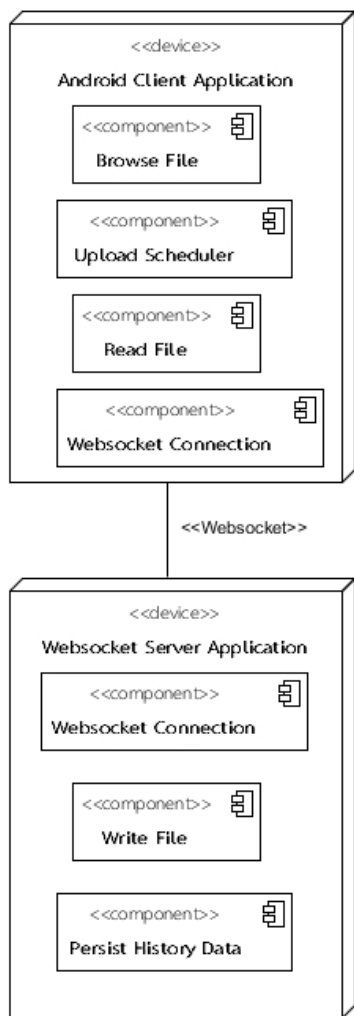 <<device>>
Android Client Application
<<component>>
Browse File
<<component>>
Upload Scheduler
<<component>>
Read File
<<component>>
Websocket Connection
<<Websocket>>
<<device>>
Websocket Server Application
<<component>>
Websocket Connection
<<component>>
Write File
<<component>>
Persist History Data